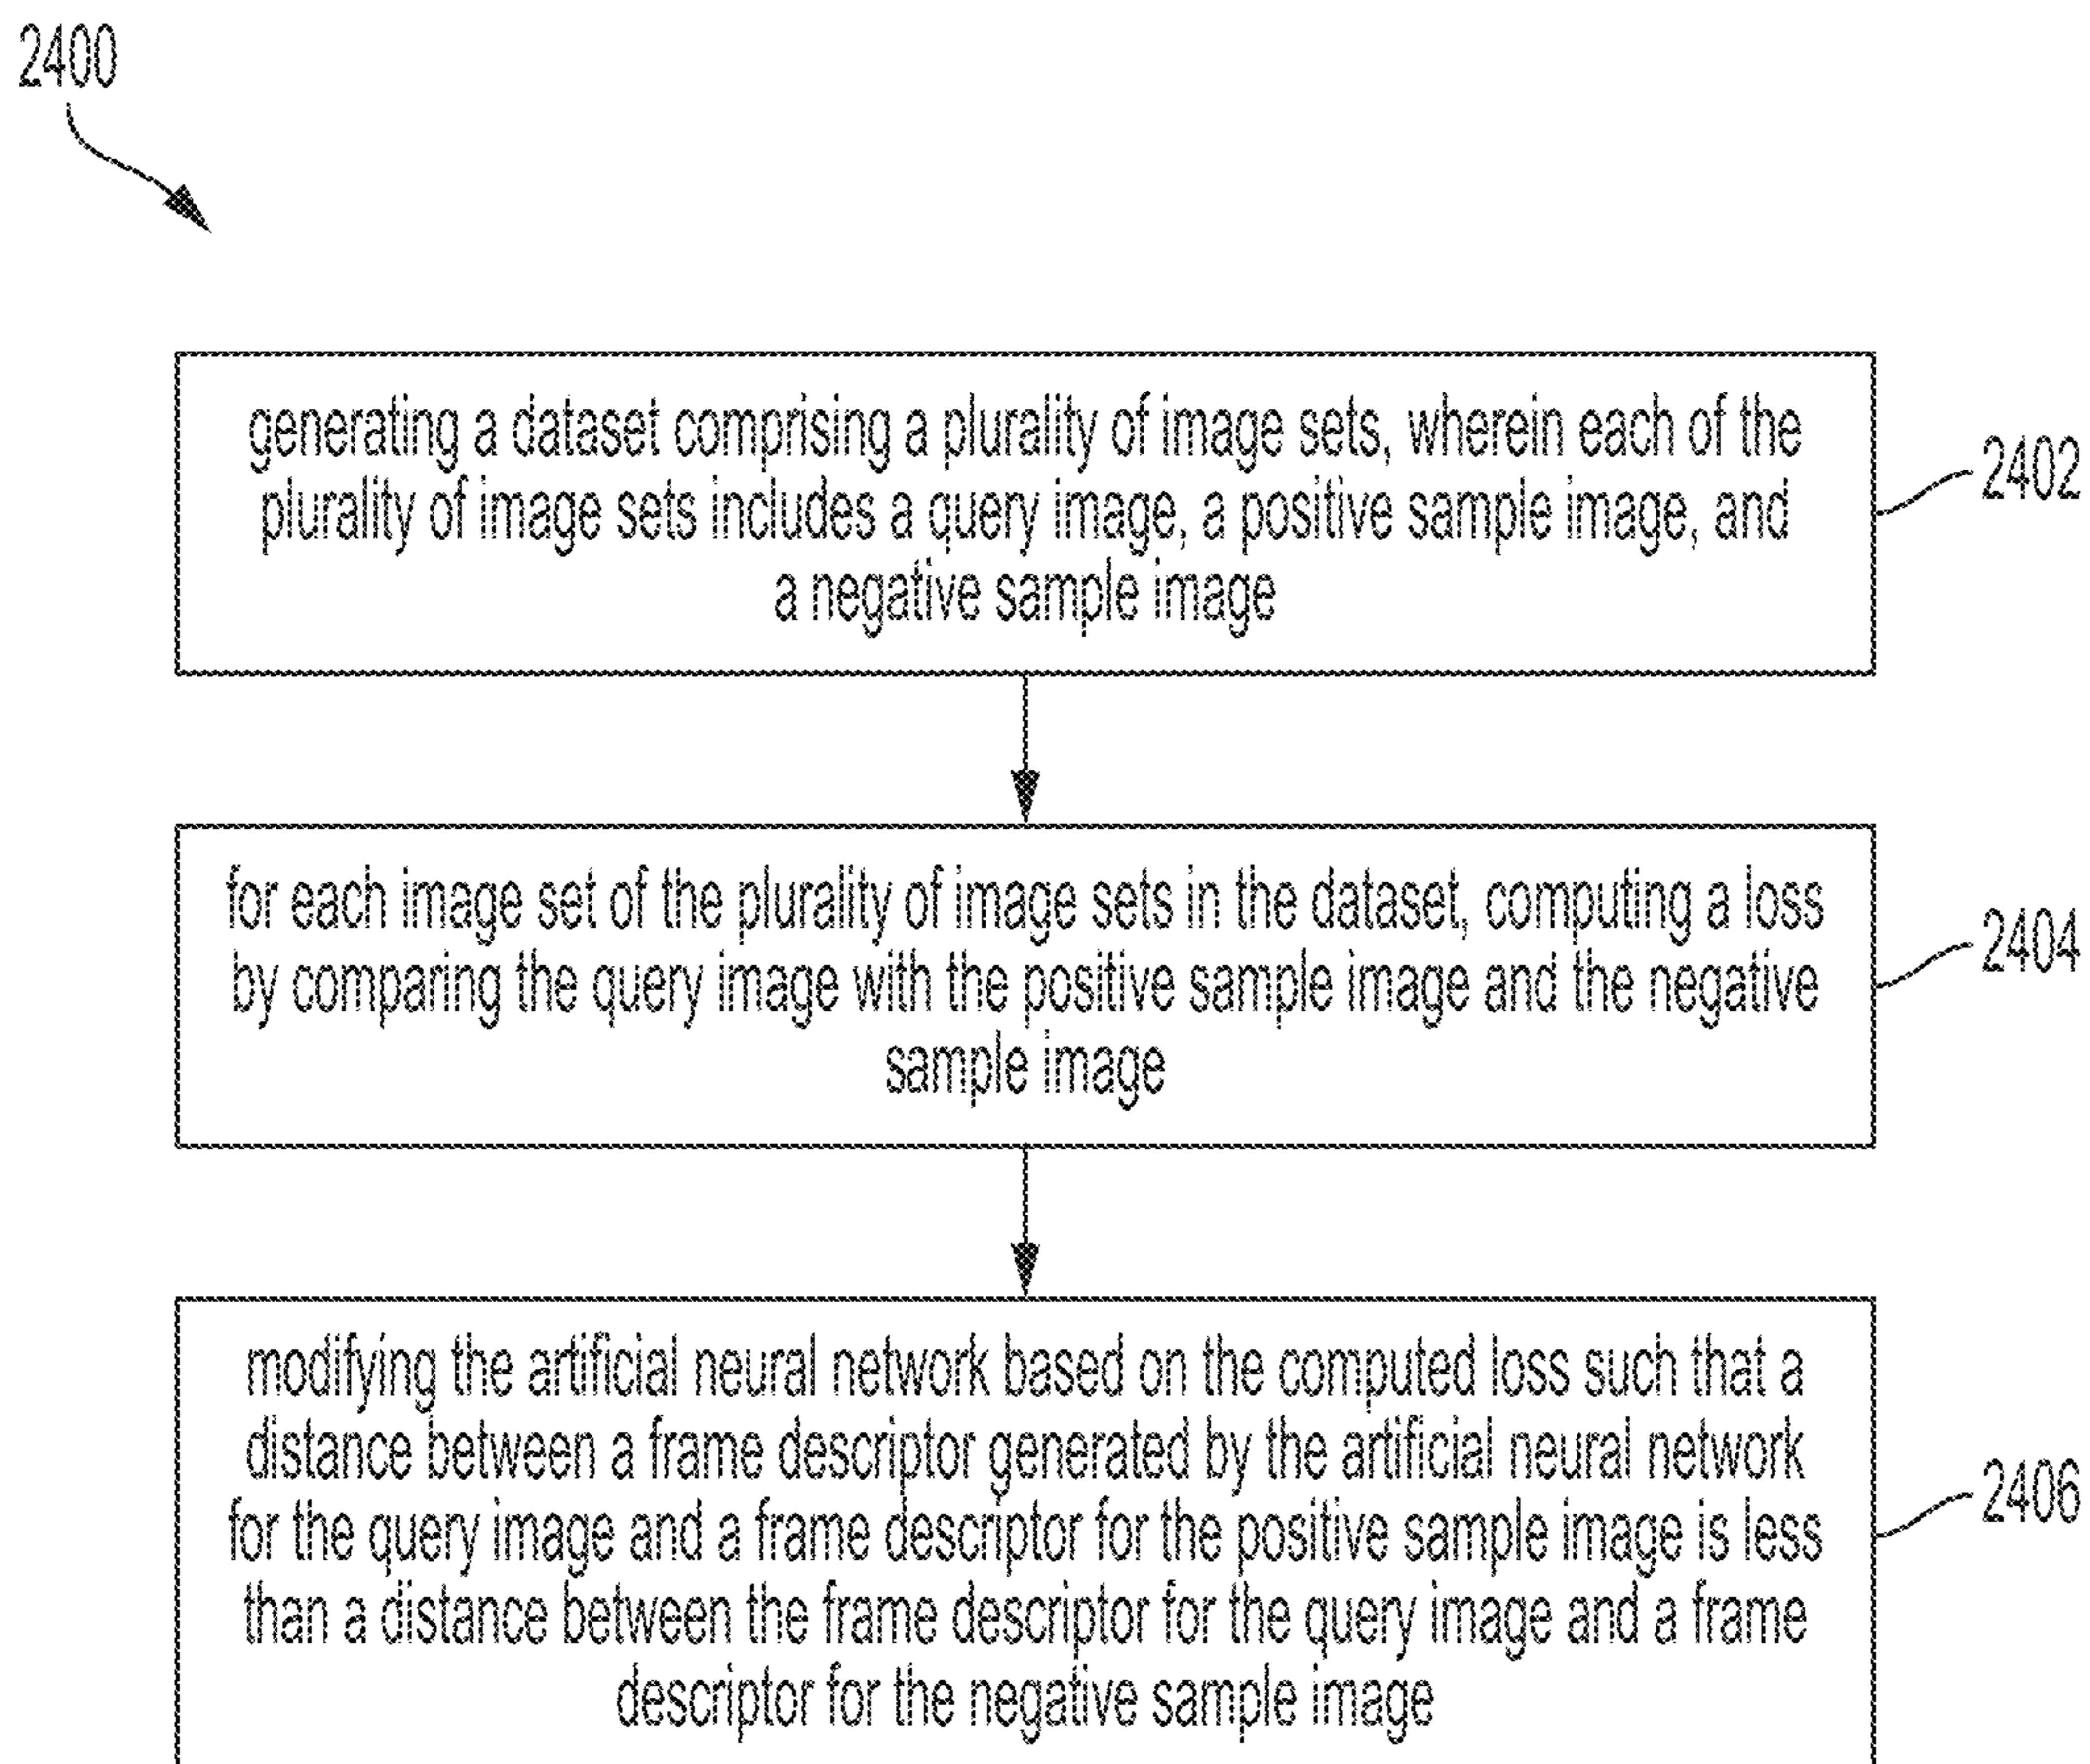 2400
generating a dataset comprising a plurality of image sets, wherein each of the
plurality of image sets includes a query image, a positive sample image, and
a negative sample image
2402
for each image set of the plurality of image sets in the dataset, computing a loss
by comparing the query image with the positive sample image and the negative
sample image
2404
modifying the artificial neural network based on the computed loss such that a
distance between a frame descriptor generated by the artificial neural network
for the query image and a frame descriptor for the positive sample image is less
than a distance between the frame descriptor for the query image and a frame
descriptor for the negative sample image
2406